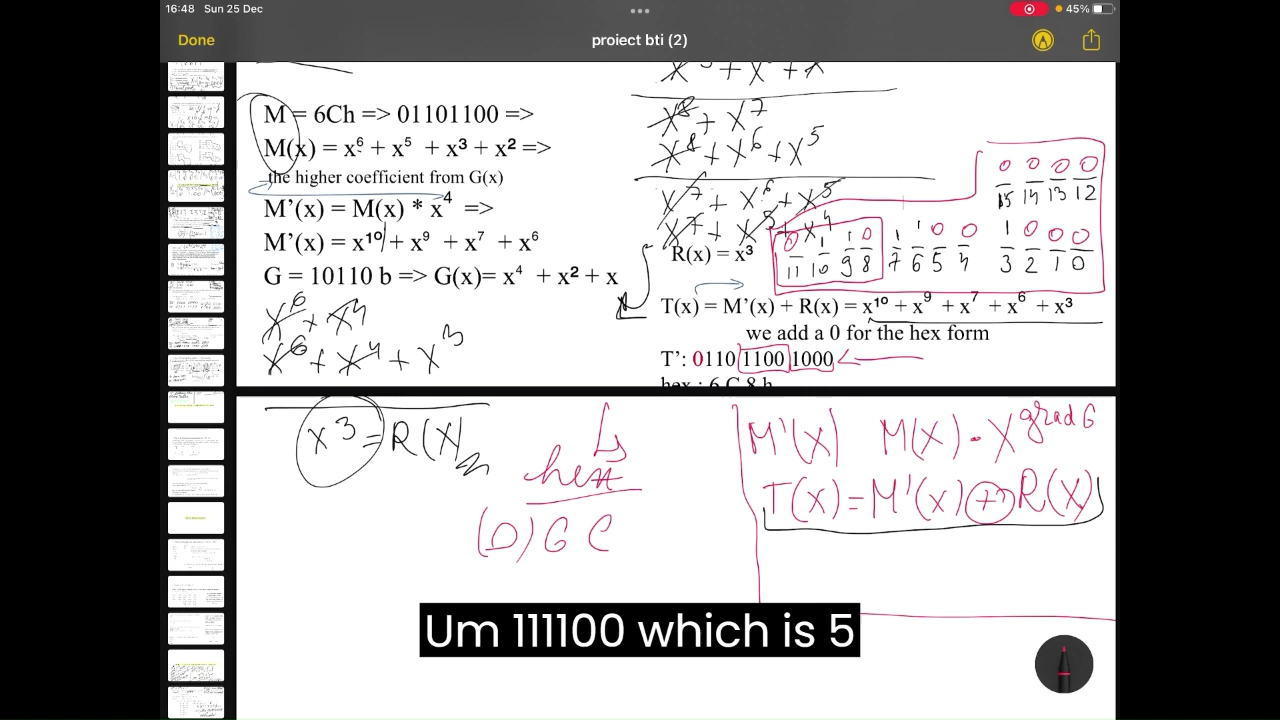 16:48 Sun 25 Dec
45%
Done
proiect bti (2)
M = 6Ch => 01101100 =>
M(x) = x⁶ + x⁵ + x³ + x² =>
the higher coefficient from G(x)
M'(x) = M(x) * x⁴ =>
M'(x) = x¹⁰ + x⁹ + x⁷ + x⁶
G = 10110 b => G(x)= x⁴ + x² + x
x⁶ + x⁴
x⁶ + x⁴ + x³
x⁸ + x⁷
x⁸ + x⁶ + x⁵
x⁷ + x⁶ + x⁵
x⁷ + x⁵ + x⁴
R(x) = x³
0 0 0 0
15 14 13 12
0 1 1 0 1 1 0 0 1 0 0 0
11 10 9 8 7 6 5 4 3 2 1 0
T(x) = M'(x) + R(x) = x¹⁰ + x⁹ + x⁷ + x⁶ + x³
we add a 0 for the hex form
T': 0110 1100 1000
hex : 6 C 8 h
x³ = R(x)
hex
(0) 6 C
M'(x) M(x) · x grad G
T(x) = M'(x) + R(x)
Um 111100 which is 5